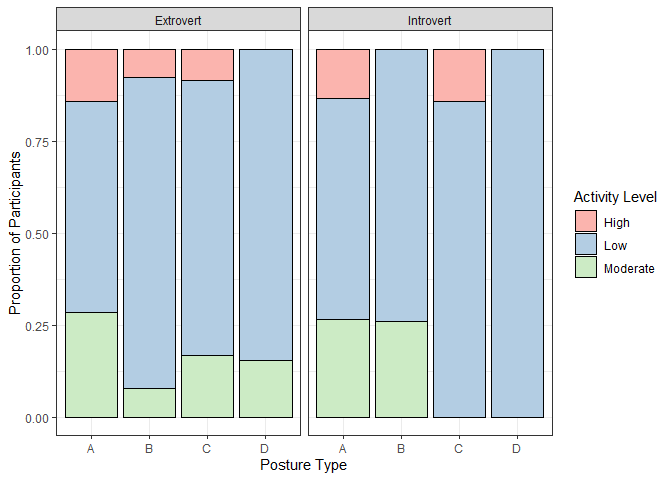 Extrovert
Introvert
1.00
0.75
0.50
0.25
0.00
Proportion of Participants
A B C D
A B C D
Posture Type
Activity Level
High
Low
Moderate